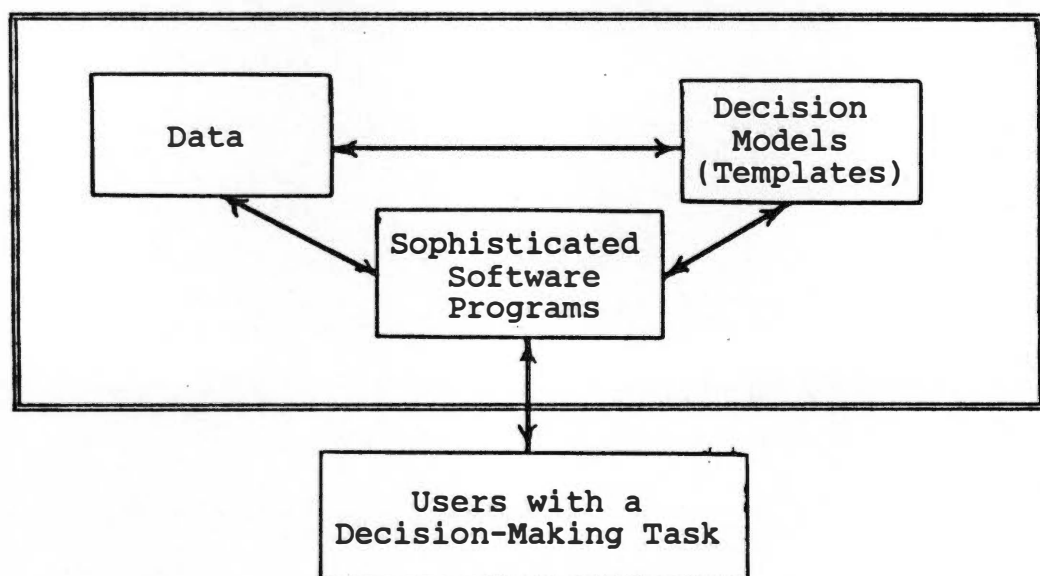 Data
Decision
Models
(Templates)
Sophisticated
Software
Programs
Users with a
Decision-Making Task